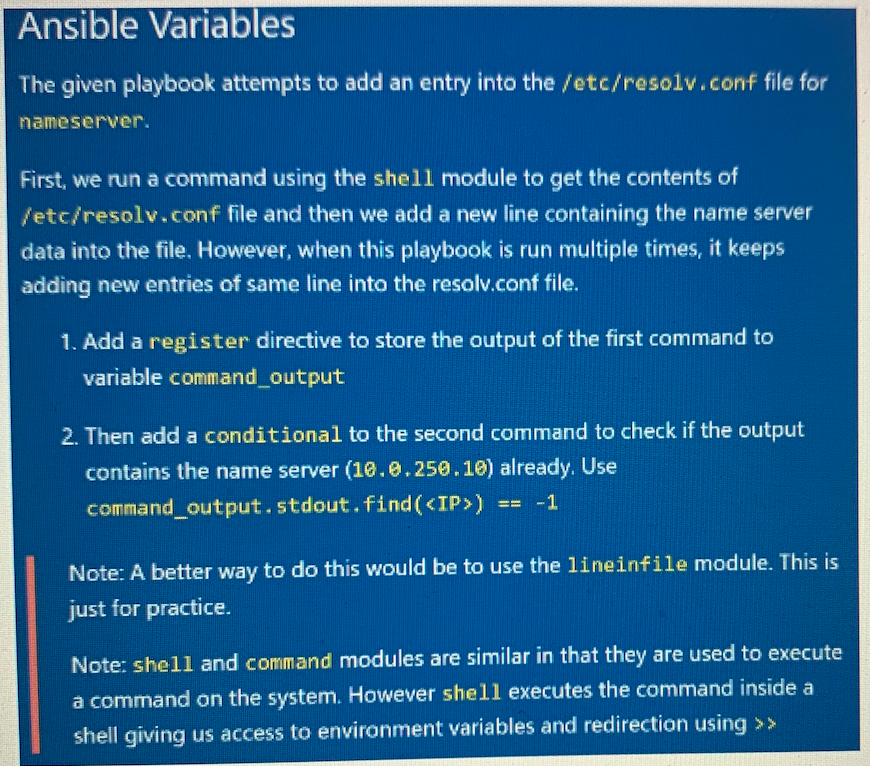 Ansible Variables
The given playbook attempts to add an entry into the /etc/resolv.conf file for
nameserver.
First, we run a command using the shell module to get the contents of
/etc/resolv.conf file and then we add a new line containing the name server
data into the file. However, when this playbook is run multiple times, it keeps
adding new entries of same line into the resolv.conf file.
1. Add a register directive to store the output of the first command to
variable command_output
2. Then add a conditional to the second command to check if the output
contains the name server (10.0.250.10) already. Use
command_output.stdout.find(<IP>) == -1
Note: A better way to do this would be to use the lineinfile module. This is
just for practice.
Note: shell and command modules are similar in that they are used to execute
a command on the system. However shell executes the command inside a
shell giving us access to environment variables and redirection using >>